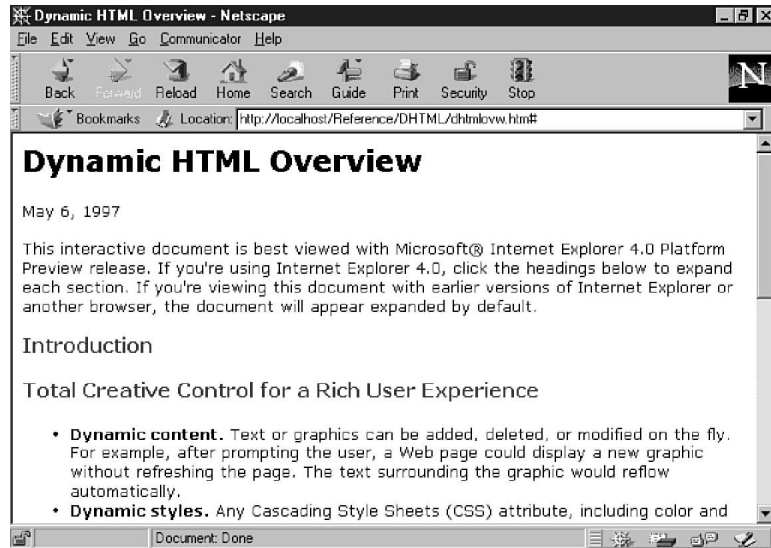 Dynamic HTML Overview - Netscape
File Edit View Go Communicator Help
Back Forward Reload Home Search Guide Print Security Stop
N
Bookmarks Location: http://localhost/Reference/DHTML/dhtmlovw.htm#
Dynamic HTML Overview
May 6, 1997
This interactive document is best viewed with Microsoft® Internet Explorer 4.0 Platform
Preview release. If you're using Internet Explorer 4.0, click the headings below to expand
each section. If you're viewing this document with earlier versions of Internet Explorer or
another browser, the document will appear expanded by default.
Introduction
Total Creative Control for a Rich User Experience
• Dynamic content. Text or graphics can be added, deleted, or modified on the fly.
For example, after prompting the user, a Web page could display a new graphic
without refreshing the page. The text surrounding the graphic would reflow
automatically.
• Dynamic styles. Any Cascading Style Sheets (CSS) attribute, including color and
Document: Done